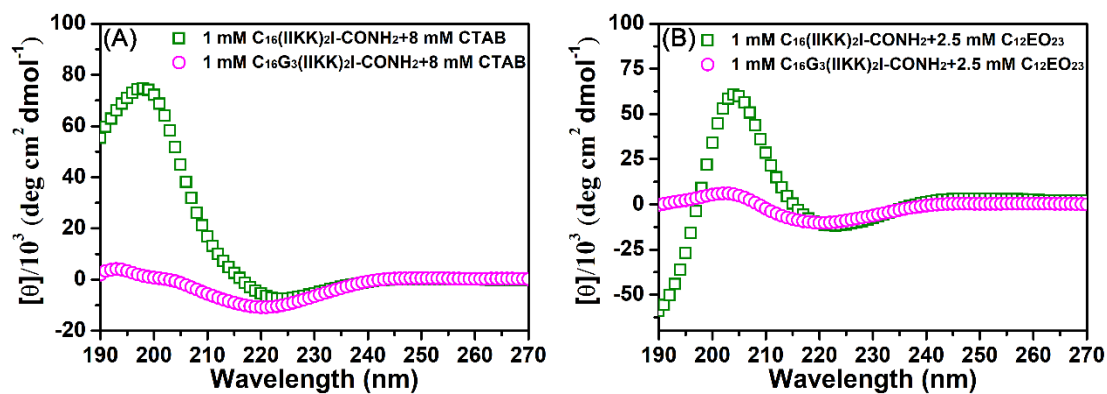 (A)
1 mM C₁₆(IIKK)₂I-CONH₂+8 mM CTAB
1 mM C₁₆G₃(IIKK)₂I-CONH₂+8 mM CTAB
[θ]/10³ (deg cm² dmol⁻¹)
100
80
60
40
20
0
-20
190 200 210 220 230 240 250 260 270
Wavelength (nm)
(B)
1 mM C₁₆(IIKK)₂I-CONH₂+2.5 mM C₁₂EO₂₃
1 mM C₁₆G₃(IIKK)₂I-CONH₂+2.5 mM C₁₂EO₂₃
[θ]/10³ (deg cm² dmol⁻¹)
100
75
50
25
0
-25
-50
190 200 210 220 230 240 250 260 270
Wavelength (nm)